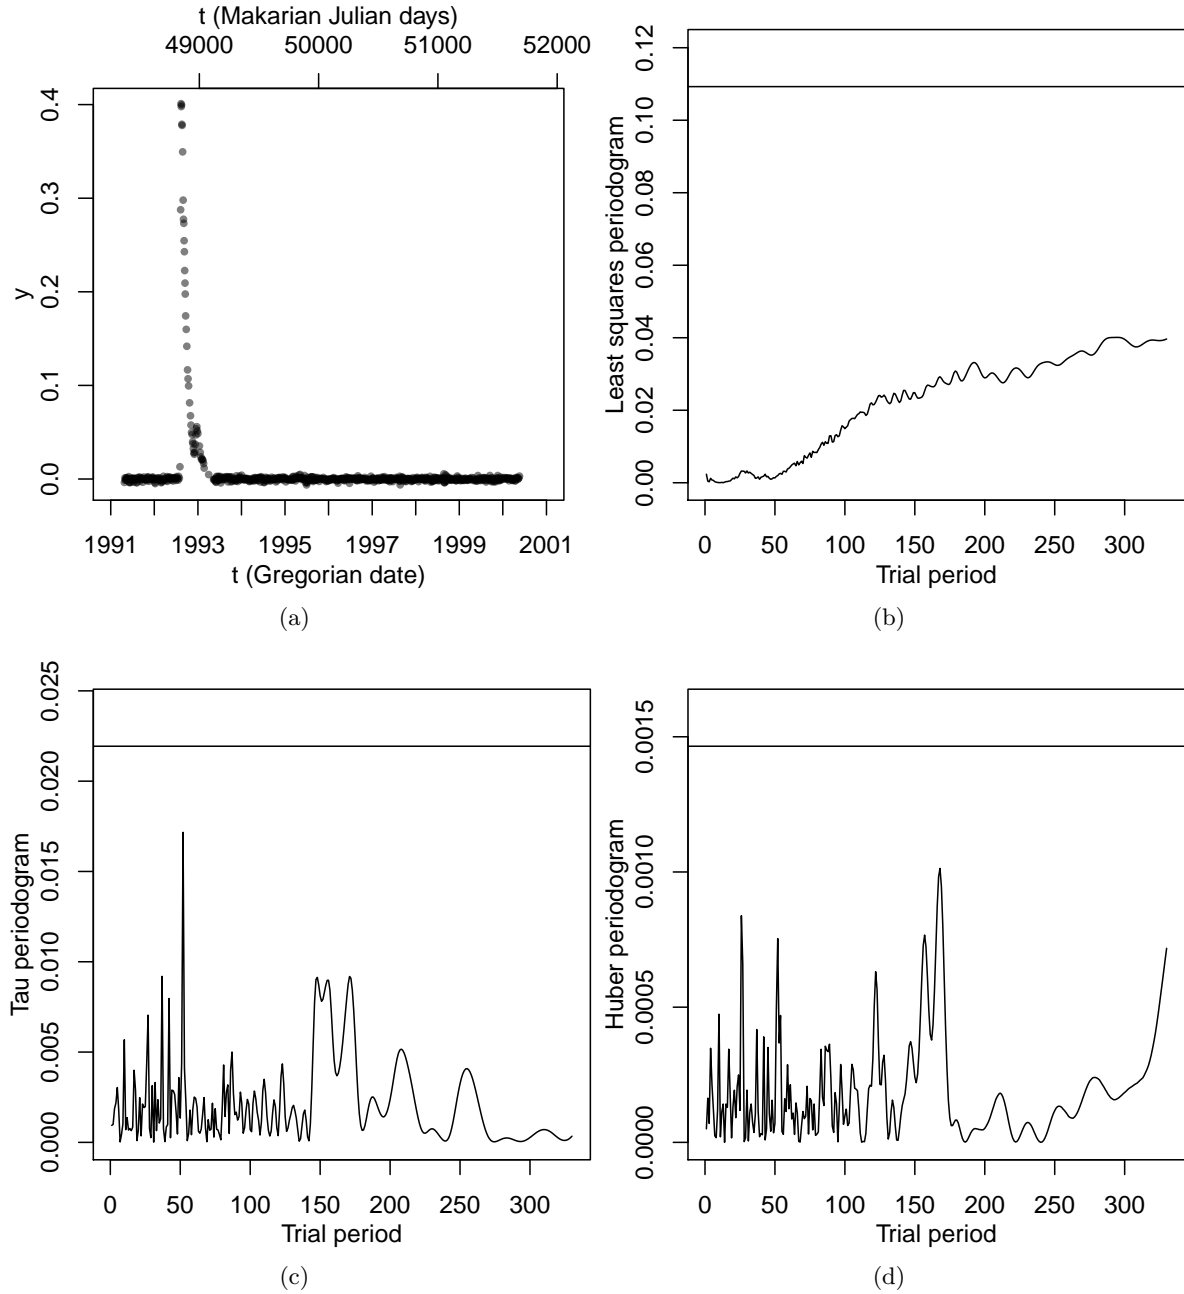 t (Makarian Julian days)
49000 50000 51000 52000
0.4
0.3
0.2
0.1
0.0
y
1991 1993 1995 1997 1999 2001
t (Gregorian date)
(a)
0.12
0.10
0.08
0.06
0.04
0.02
0.00
Least squares periodogram
0 50 100 150 200 250 300
Trial period
(b)
0.025
0.020
0.015
0.010
0.005
0.000
Tau periodogram
0 50 100 150 200 250 300
Trial period
(c)
0.0015
0.0010
0.0005
0.0000
Huber periodogram
0 50 100 150 200 250 300
Trial period
(d)